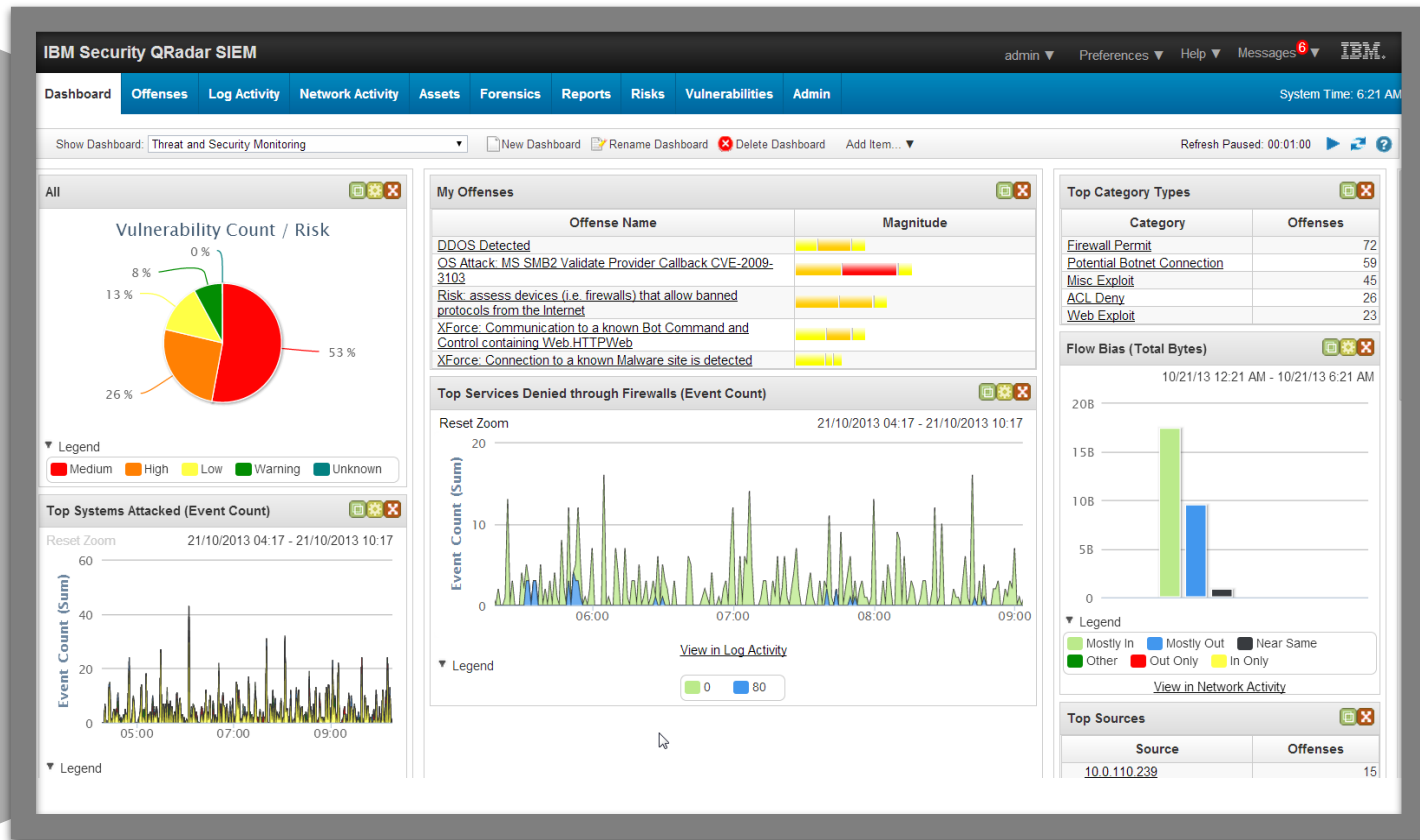 IBM Security QRadar SIEM
admin ▼ Preferences ▼ Help ▼ Messages 6 ▼ IBM.
Dashboard Offenses Log Activity Network Activity Assets Forensics Reports Risks Vulnerabilities Admin System Time: 6:21 AM
Show Dashboard: Threat and Security Monitoring ▼ New Dashboard Rename Dashboard Delete Dashboard Add Item... ▼ Refresh Paused: 00:01:00 ?
All
Vulnerability Count / Risk
0 %
8 %
13 %
53 %
26 %
▼ Legend
Medium High Low Warning Unknown
Top Systems Attacked (Event Count)
Reset Zoom 21/10/2013 04:17 - 21/10/2013 10:17
Event Count (Sum)
60
40
20
0
05:00 07:00 09:00
▼ Legend
My Offenses
Offense Name Magnitude
DDOS Detected
OS Attack: MS SMB2 Validate Provider Callback CVE-2009-
3103
Risk: assess devices (i.e. firewalls) that allow banned
protocols from the Internet
XForce: Communication to a known Bot Command and
Control containing Web.HTTPWeb
XForce: Connection to a known Malware site is detected
Top Services Denied through Firewalls (Event Count)
Reset Zoom 21/10/2013 04:17 - 21/10/2013 10:17
Event Count (Sum)
20
10
0
06:00 07:00 08:00 09:00
View in Log Activity
▼ Legend
0 80
Top Category Types
Category Offenses
Firewall Permit 72
Potential Botnet Connection 59
Misc Exploit 45
ACL Deny 26
Web Exploit 23
Flow Bias (Total Bytes)
10/21/13 12:21 AM - 10/21/13 6:21 AM
20B
15B
10B
5B
0
▼ Legend
Mostly In Mostly Out Near Same
Other Out Only In Only
View in Network Activity
Top Sources
Source Offenses
10.0.110.239 15